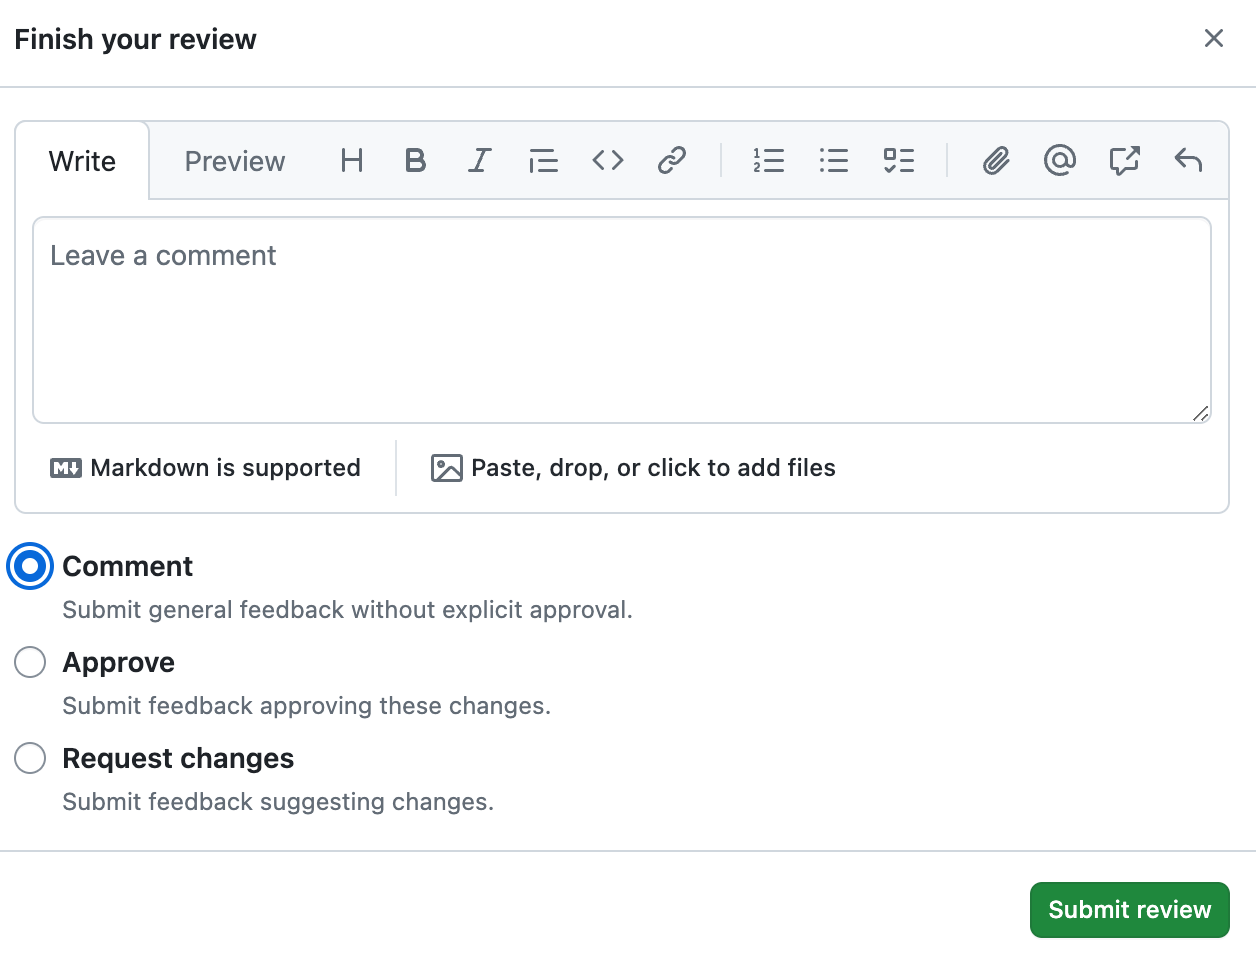 Finish your review
Write Preview
Leave a comment
Markdown is supported Paste, drop, or click to add files
Comment
Submit general feedback without explicit approval.
Approve
Submit feedback approving these changes.
Request changes
Submit feedback suggesting changes.
Submit review